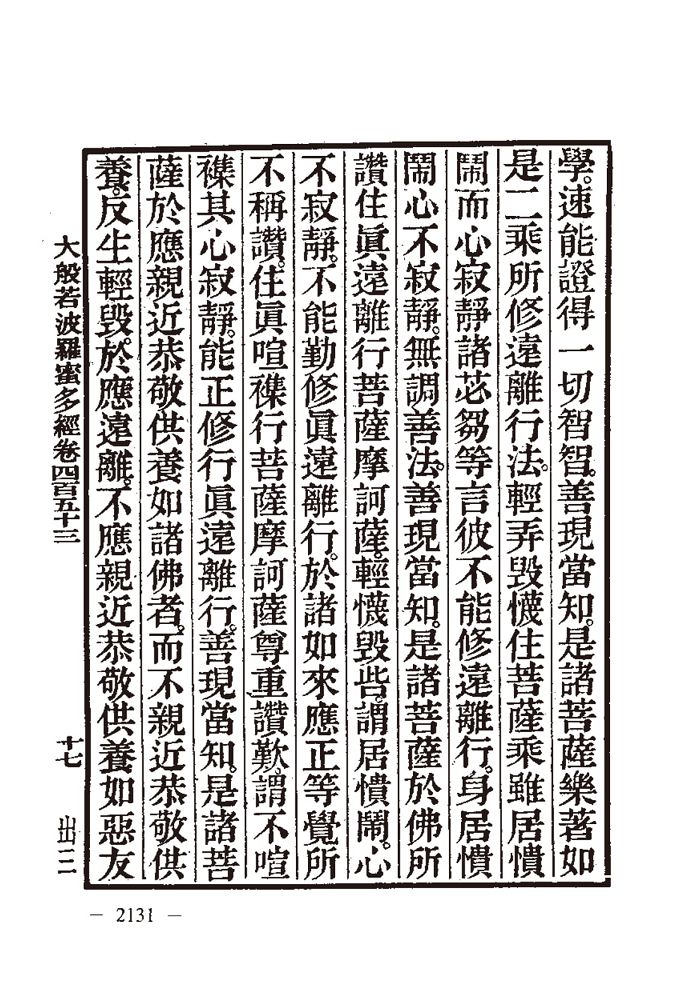 學。速能證得一切智智。善現當知。是諸菩薩樂著如
是二乘所修遠離行法。輕弄毀懱住菩薩乘雖居憒
鬧而心寂靜諸苾芻等言彼不能修遠離行。身居憒
鬧心不寂靜。無調善法。善現當知。是諸菩薩於佛所
讚住眞遠離行菩薩摩訶薩。輕懱毀呰。謂居憒鬧。心
不寂靜。不能勤修眞遠離行。於諸如來應正等覺所
不稱讚。住眞喧襍行菩薩摩訶薩尊重讚歎。謂不喧
襍其心寂靜。能正修行眞遠離行。善現當知。是諸菩
薩於應親近恭敬供養如諸佛者。而不親近恭敬供
養。反生輕毀。於應遠離。不應親近恭敬供養如惡友
大般若波羅蜜多經卷四百五十三 十七 出三
— 2131 —